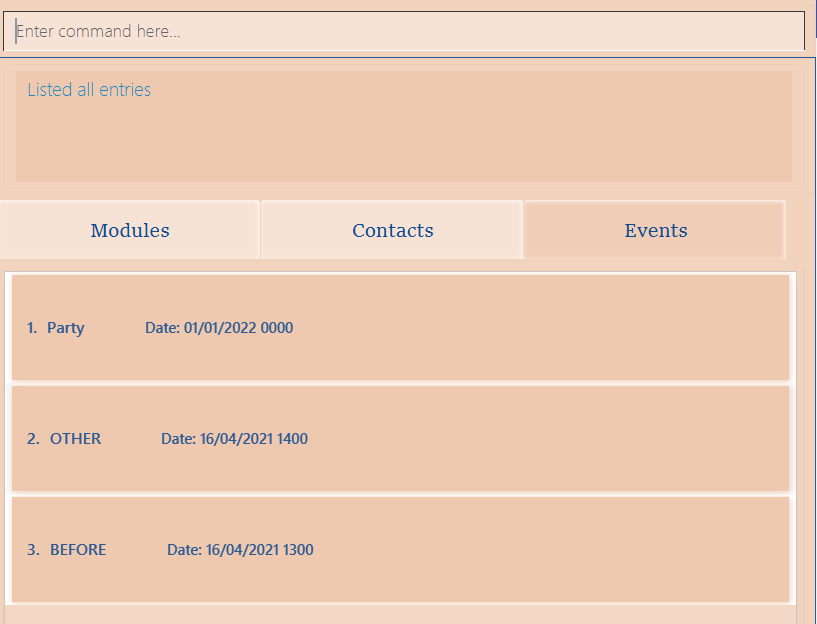 Enter command here...
Listed all entries
Modules Contacts Events
1. Party Date: 01/01/2022 0000
2. OTHER Date: 16/04/2021 1400
3. BEFORE Date: 16/04/2021 1300